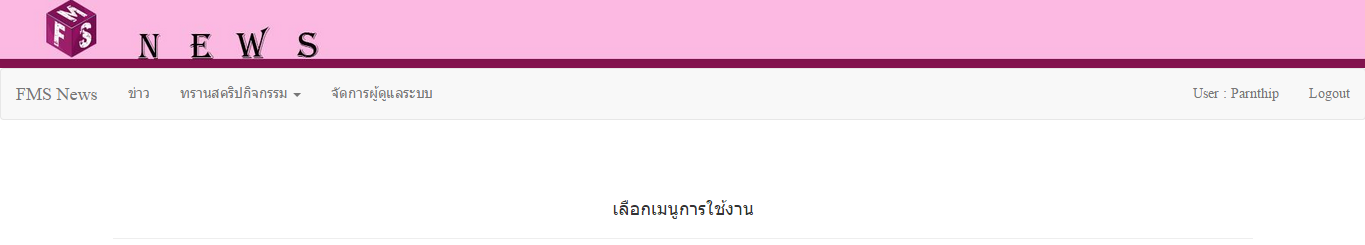 FMS
NEWS
FMS News ข่าว ทรานสคริปกิจกรรม จัดการผู้ดูแลระบบ User : Parnthip Logout
เลือกเมนูการใช้งาน